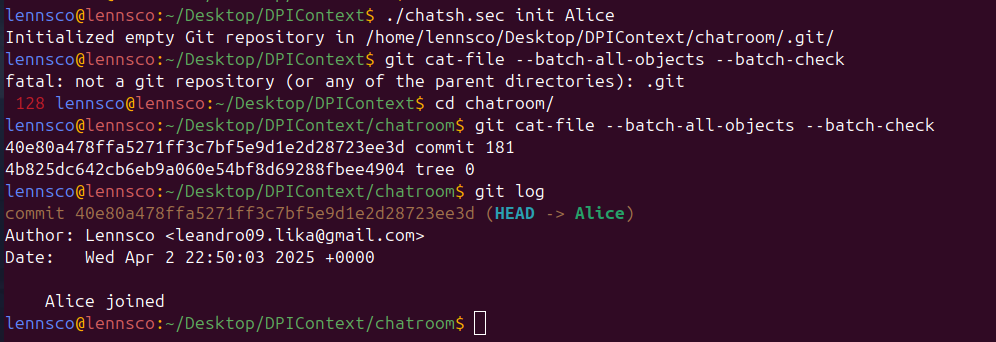 lennsco@lennsco:~/Desktop/DPIContext$ ./chatsh.sec init Alice
Initialized empty Git repository in /home/lennsco/Desktop/DPIContext/chatroom/.git/
lennsco@lennsco:~/Desktop/DPIContext$ git cat-file --batch-all-objects --batch-check
fatal: not a git repository (or any of the parent directories): .git
 128 lennsco@lennsco:~/Desktop/DPIContext$ cd chatroom/
lennsco@lennsco:~/Desktop/DPIContext/chatroom$ git cat-file --batch-all-objects --batch-check
40e80a478ffa5271ff3c7bf5e9d1e2d28723ee3d commit 181
4b825dc642cb6eb9a060e54bf8d69288fbee4904 tree 0
lennsco@lennsco:~/Desktop/DPIContext/chatroom$ git log
commit 40e80a478ffa5271ff3c7bf5e9d1e2d28723ee3d (HEAD -> Alice)
Author: Lennsco <leandro09.lika@gmail.com>
Date:   Wed Apr 2 22:50:03 2025 +0000
    Alice joined
lennsco@lennsco:~/Desktop/DPIContext/chatroom$